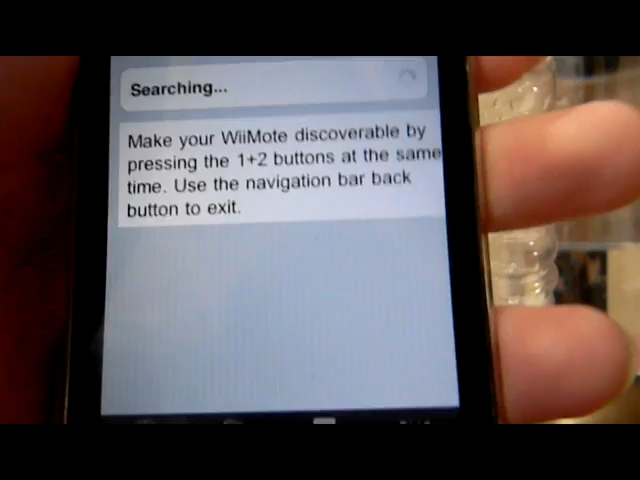 Searching...
Make your WiiMote discoverable by
pressing the 1+2 buttons at the same
time. Use the navigation bar back
button to exit.